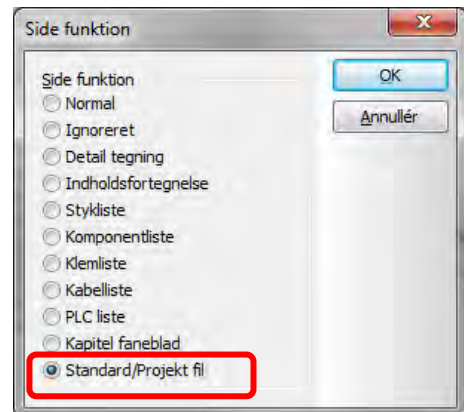 Side funktion
Side funktion
OK
Normal
Annullér
Ignoreret
Detail tegning
Indholdsfortegnelse
Stykliste
Komponentliste
Klemliste
Kabelliste
PLC liste
Kapitel faneblad
Standard/Projekt fil